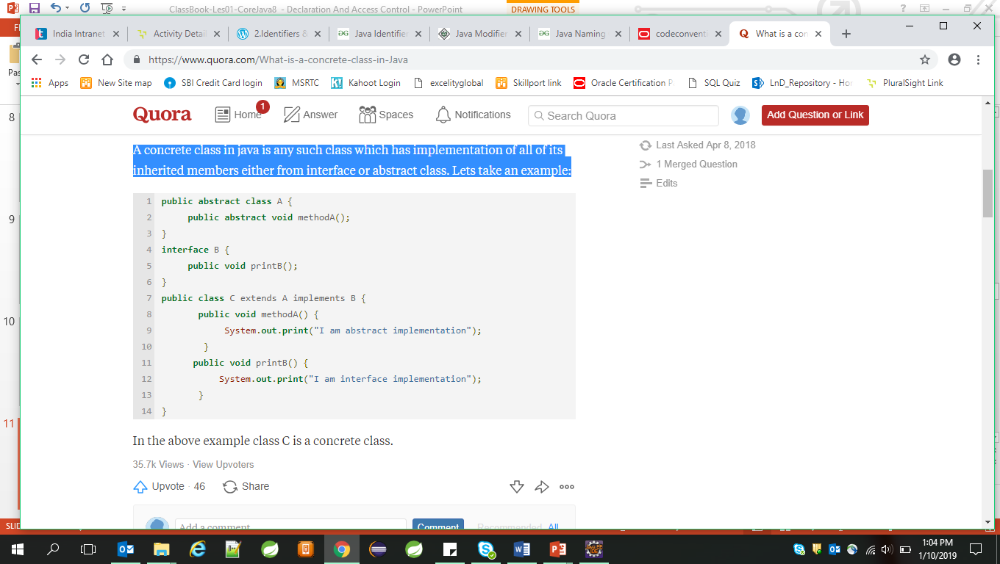 ClassBook-Les01-CoreJava8 - Declaration And Access Control - PowerPoint
DRAWING TOOLS
India Intranet
Activity Detail
2.Identifiers &
Java Identifier
Java Modifier
Java Naming
codeconventi
What is a con
https://www.quora.com/What-is-a-concrete-class-in-Java
Apps New Site map SBI Credit Card login MSRTC Kahoot Login excelityglobal Skillport link Oracle Certification P SQL Quiz LnD_Repository - Ho PluralSight Link
Quora Home 1 Answer Spaces Notifications Search Quora Add Question or Link
A concrete class in java is any such class which has implementation of all of its
inherited members either from interface or abstract class. Lets take an example:
Last Asked Apr 8, 2018
1 Merged Question
Edits
1 public abstract class A {
2 public abstract void methodA();
3 }
4 interface B {
5 public void printB();
6 }
7 public class C extends A implements B {
8 public void methodA() {
9 System.out.print("I am abstract implementation");
10 }
11 public void printB() {
12 System.out.print("I am interface implementation");
13 }
14 }
In the above example class C is a concrete class.
35.7k Views · View Upvoters
Upvote · 46 Share
Add a comment... Comment Recommended All
8
9
10
11
Pas
SLID
1:04 PM
1/10/2019